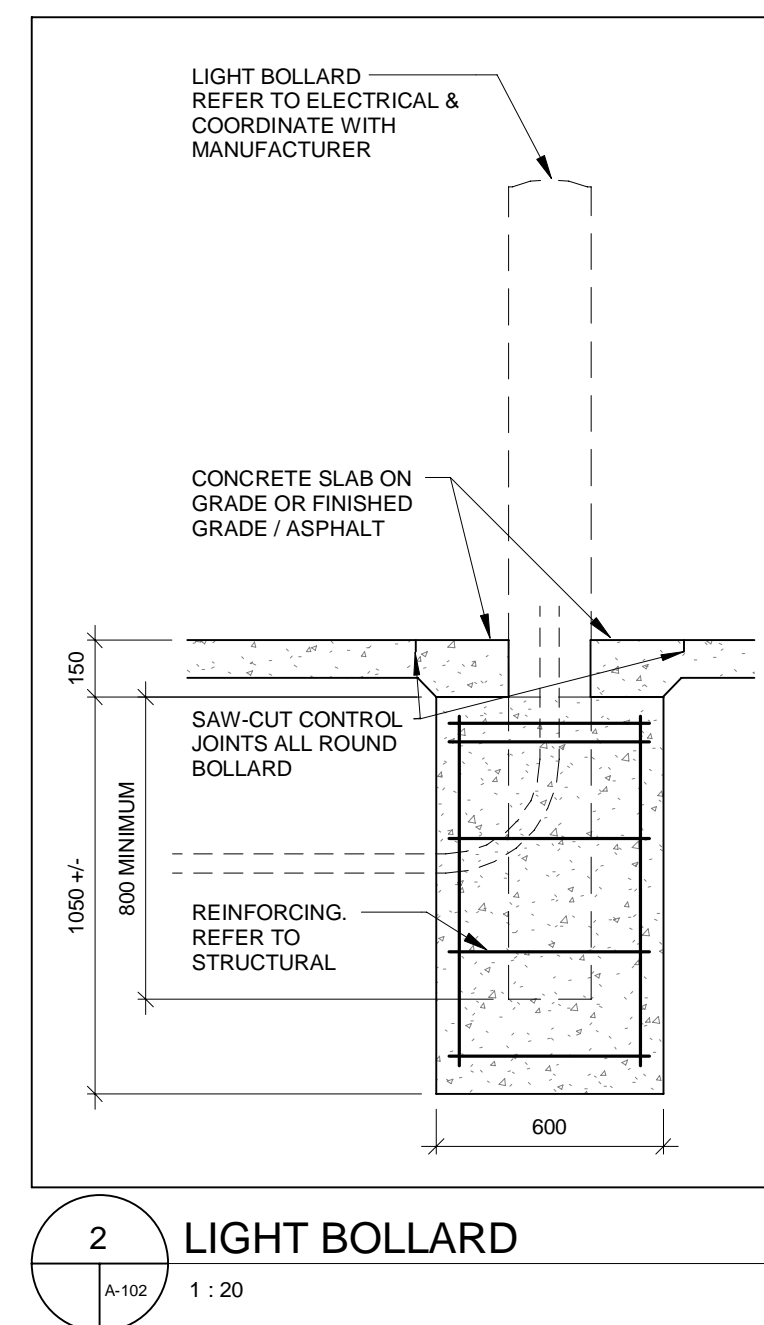 LIGHT BOLLARD
REFER TO ELECTRICAL &
COORDINATE WITH
MANUFACTURER
CONCRETE SLAB ON
GRADE OR FINISHED
GRADE / ASPHALT
150
SAW-CUT CONTROL
JOINTS ALL ROUND
BOLLARD
1050 +/-
800 MINIMUM
REINFORCING.
REFER TO
STRUCTURAL
600
2
LIGHT BOLLARD
A-102
1 : 20